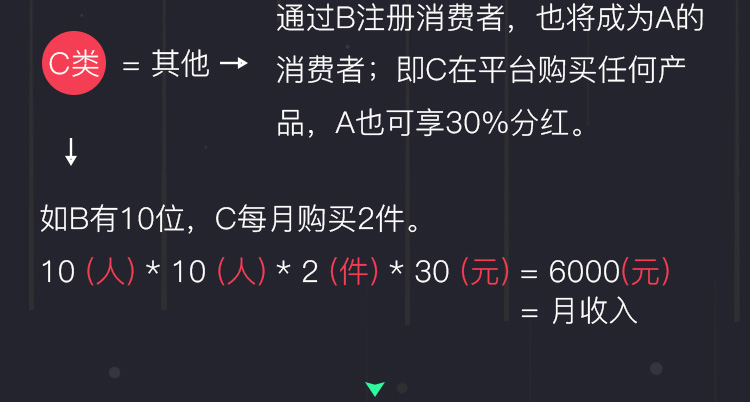 通过B注册消费者，也将成为A的
C类 = 其他 → 消费者；即C在平台购买任何产
品，A也可享30%分红。
↓
如B有10位，C每月购买2件。
10 (人) * 10 (人) * 2 (件) * 30 (元) = 6000(元)
= 月收入